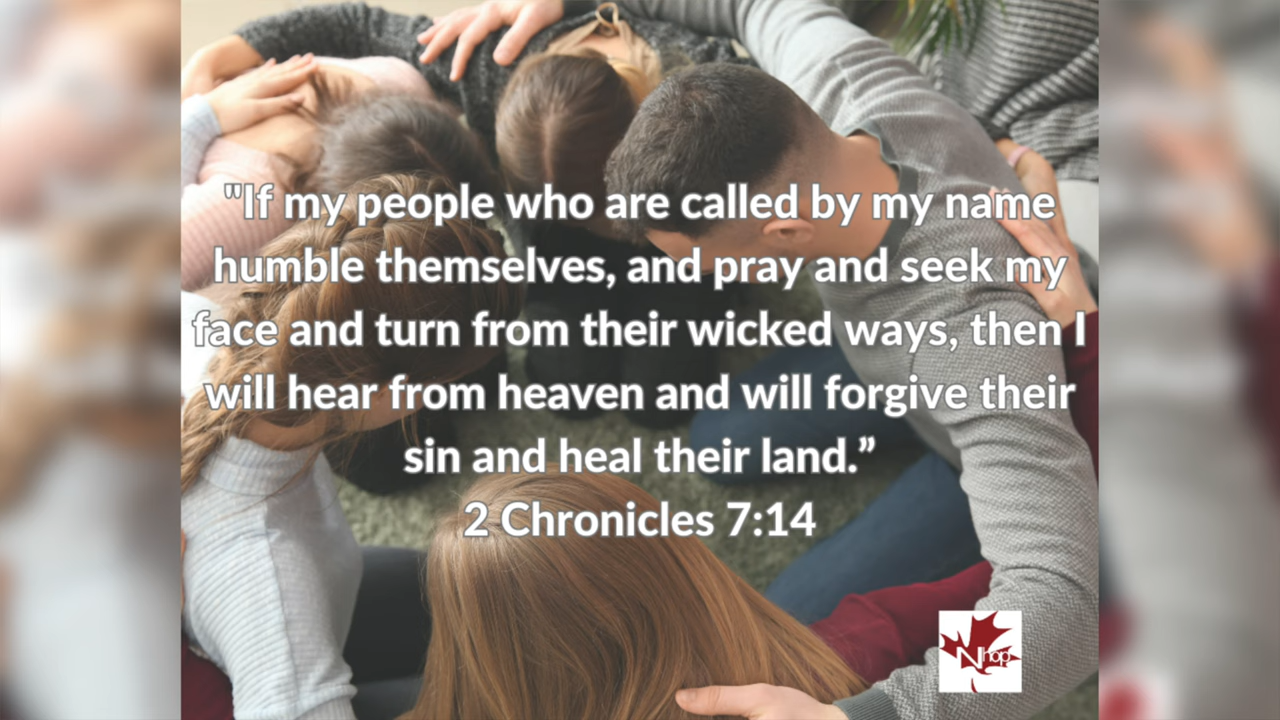 "If my people who are called by my name
humble themselves, and pray and seek my
face and turn from their wicked ways, then I
will hear from heaven and will forgive their
sin and heal their land.”
2 Chronicles 7:14
Nhop